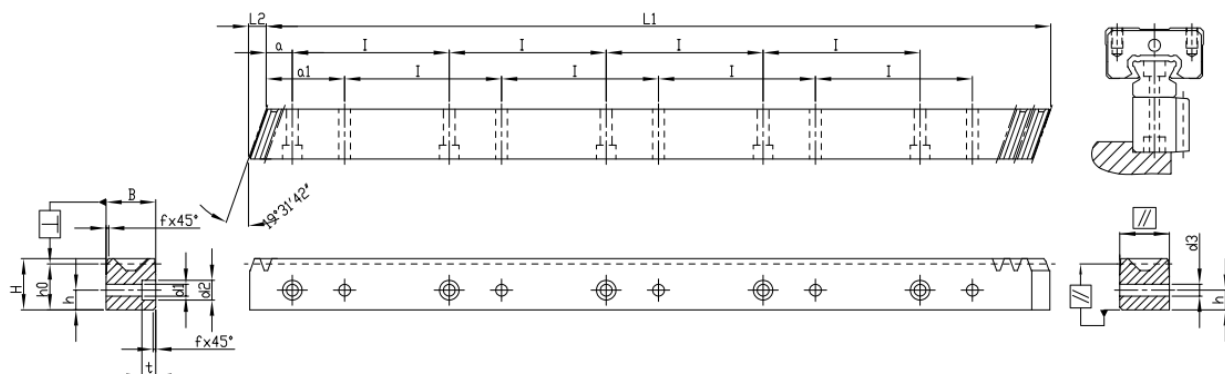 L2 L1
a I I I I
a1 I I I I
19°31'42"
B
fx45°
H h0 h d1 d2
fx45°
t
d3
h